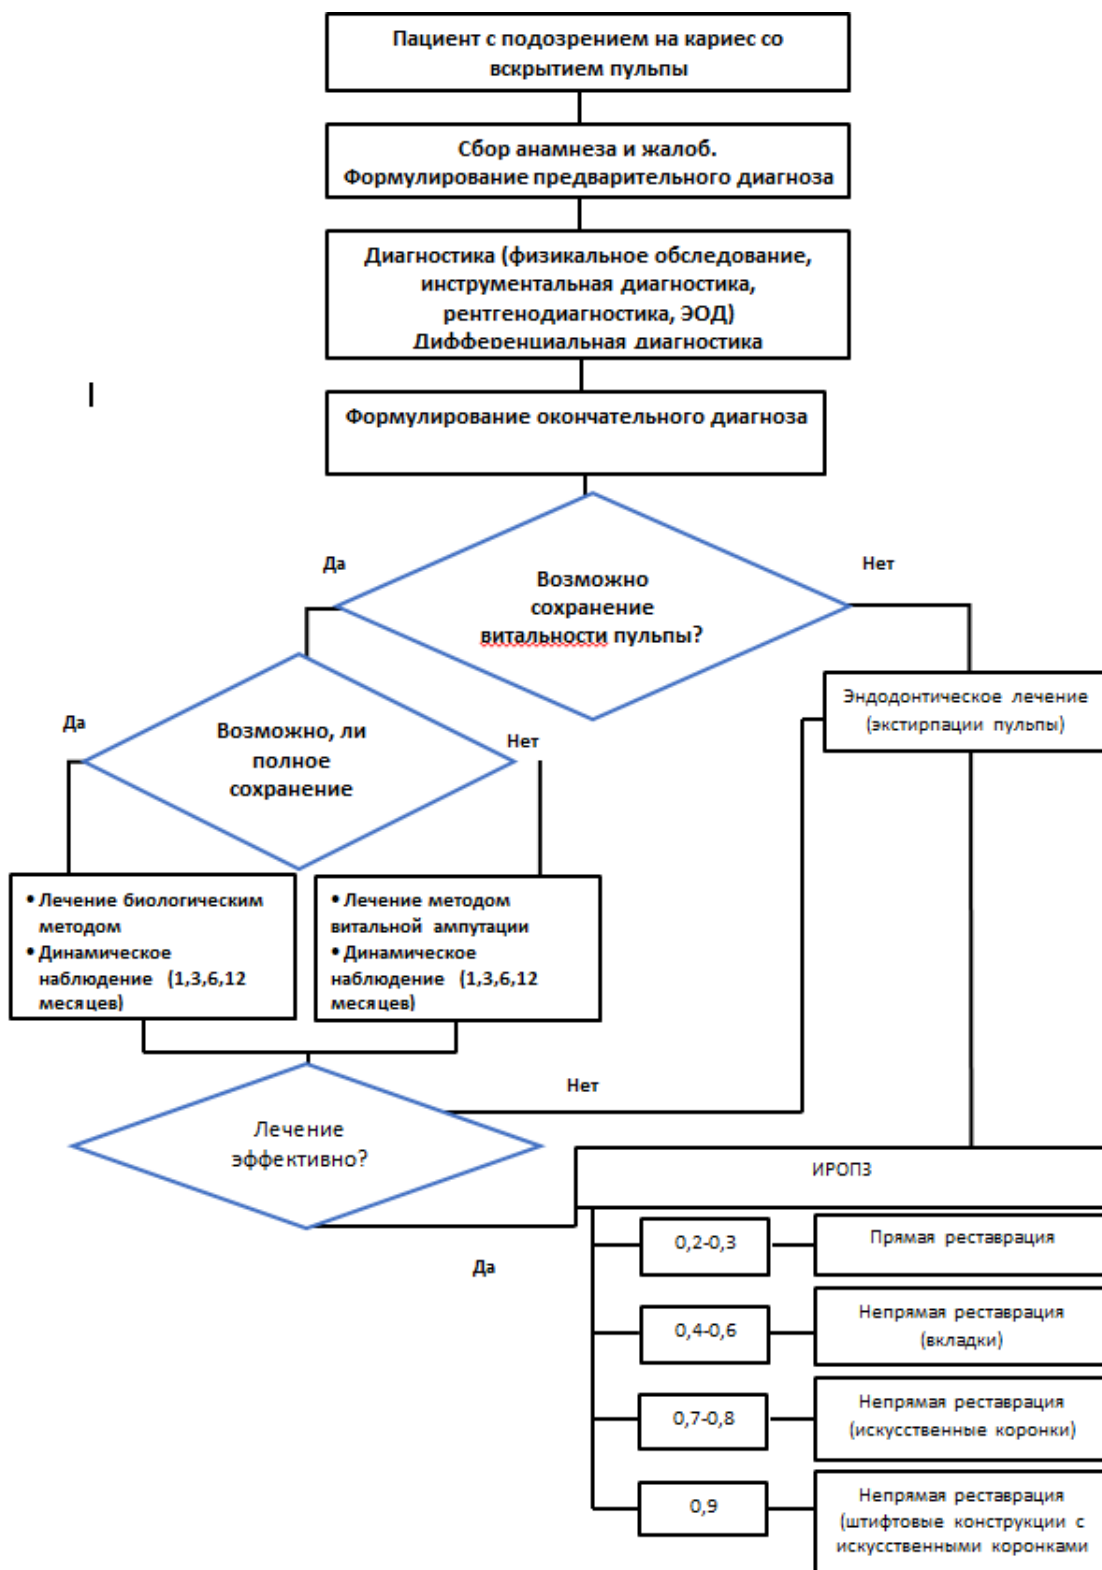 Пациент с подозрением на кариес со
вскрытием пульпы
Сбор анамнеза и жалоб.
Формулирование предварительного диагноза
Диагностика (физикальное обследование,
инструментальная диагностика,
рентгенодиагностика, ЭОД)
Дифференциальная диагностика
Формулирование окончательного диагноза
Да
Нет
Возможно
сохранение
витальности пульпы?
Эндодонтическое лечение
(экстирпации пульпы)
Да
Нет
Возможно, ли
полное
сохранение
• Лечение биологическим
методом
• Динамическое
наблюдение (1,3,6,12
месяцев)
• Лечение методом
витальной ампутации
• Динамическое
наблюдение (1,3,6,12
месяцев)
Нет
Лечение
эффективно?
Да
ИРОПЗ
0,2-0,3
Прямая реставрация
0,4-0,6
Непрямая реставрация
(вкладки)
0,7-0,8
Непрямая реставрация
(искусственные коронки)
0,9
Непрямая реставрация
(штифтовые конструкции с
искусственными коронками